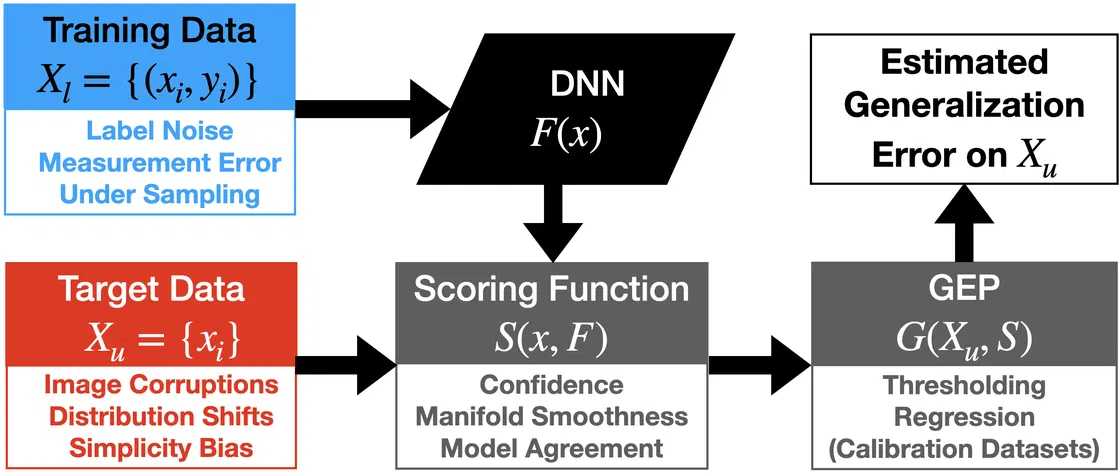 Training Data
X_l = {(x_i, y_i)}
Label Noise
Measurement Error
Under Sampling
DNN
F(x)
Estimated
Generalization
Error on X_u
Target Data
X_u = {x_i}
Image Corruptions
Distribution Shifts
Simplicity Bias
Scoring Function
S(x, F)
Confidence
Manifold Smoothness
Model Agreement
GEP
G(X_u, S)
Thresholding
Regression
(Calibration Datasets)